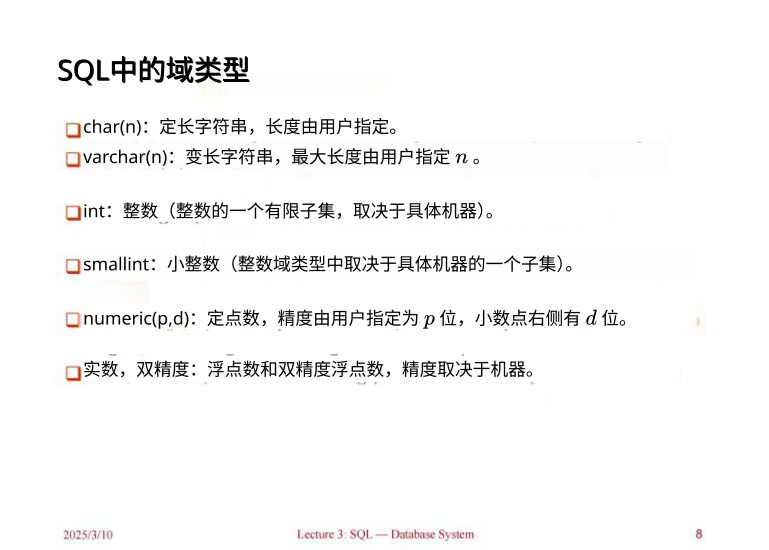 SQL中的域类型
char(n)：定长字符串，长度由用户指定。
varchar(n)：变长字符串，最大长度由用户指定 n 。
int：整数（整数的一个有限子集，取决于具体机器）。
smallint：小整数（整数域类型中取决于具体机器的一个子集）。
numeric(p,d)：定点数，精度由用户指定为 p 位，小数点右侧有 d 位。
实数，双精度：浮点数和双精度浮点数，精度取决于机器。
2025/3/10 Lecture 3: SQL — Database System 8